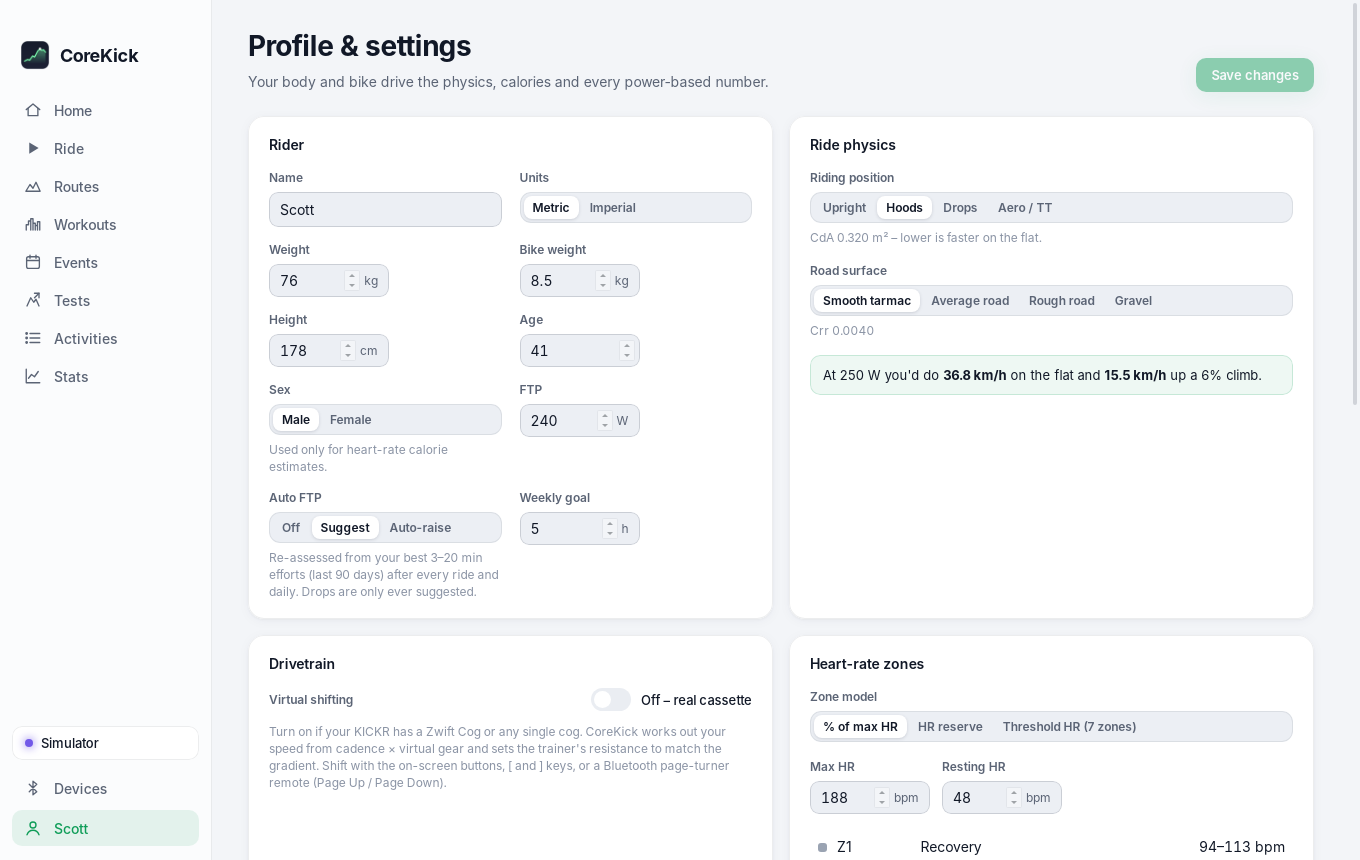 CoreKick
Home
Ride
Routes
Workouts
Events
Tests
Activities
Stats
Simulator
Devices
Scott
Profile & settings
Your body and bike drive the physics, calories and every power-based number.
Save changes
Rider
Name
Units
Scott
Metric Imperial
Weight
Bike weight
76 kg
8.5 kg
Height
Age
178 cm
41
Sex
FTP
Male Female
240 W
Used only for heart-rate calorie
estimates.
Auto FTP
Weekly goal
Off Suggest Auto-raise
5 h
Re-assessed from your best 3–20 min
efforts (last 90 days) after every ride and
daily. Drops are only ever suggested.
Ride physics
Riding position
Upright Hoods Drops Aero / TT
CdA 0.320 m² – lower is faster on the flat.
Road surface
Smooth tarmac Average road Rough road Gravel
Crr 0.0040
At 250 W you'd do 36.8 km/h on the flat and 15.5 km/h up a 6% climb.
Drivetrain
Virtual shifting
Off – real cassette
Turn on if your KICKR has a Zwift Cog or any single cog. CoreKick works out your
speed from cadence × virtual gear and sets the trainer's resistance to match the
gradient. Shift with the on-screen buttons, [ and ] keys, or a Bluetooth page-turner
remote (Page Up / Page Down).
Heart-rate zones
Zone model
% of max HR HR reserve Threshold HR (7 zones)
Max HR
Resting HR
188 bpm
48 bpm
Z1 Recovery 94–113 bpm